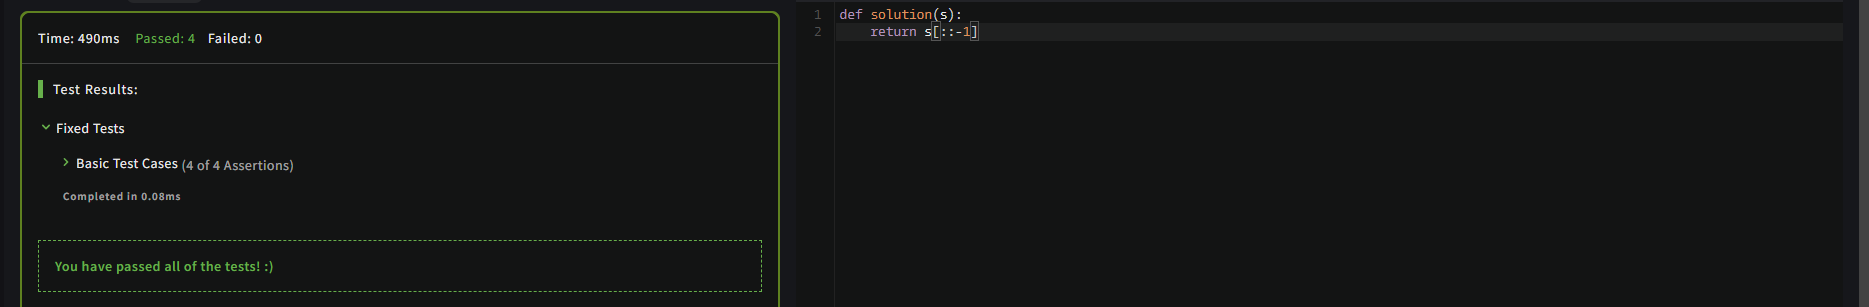 Time: 490ms Passed: 4 Failed: 0
Test Results:
Fixed Tests
Basic Test Cases (4 of 4 Assertions)
Completed in 0.08ms
You have passed all of the tests! :)
1 def solution(s):
2     return s[::-1]